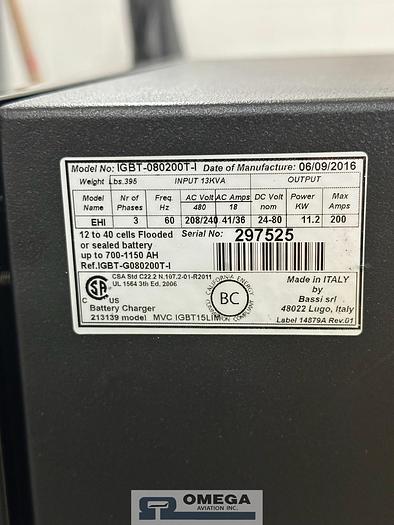 Model No: IGBT-080200T-I Date of Manufacture: 06/09/2016
Weight Lbs.395 INPUT 13KVA OUTPUT
Model Name Nr of Phases Freq. Hz AC Volt 480 AC Amps 18 DC Volt nom Power KW Max Amps
EHI 3 60 208/240 41/36 24-80 11.2 200
12 to 40 cells Flooded
or sealed battery
up to 700-1150 AH
Ref.IGBT-G080200T-I
Serial No: 297525
CSA Std C22.2 N.107.2-01-R2011
UL 1564 3th Ed. 2006
C US
Battery Charger
213139 model MVC IGBT15LIM
CALIFORNIA ENERGY
BC
Made in ITALY
by
Bassi srl
48022 Lugo, Italy
Label 14879A Rev.01
OMEGA
AVIATION INC.